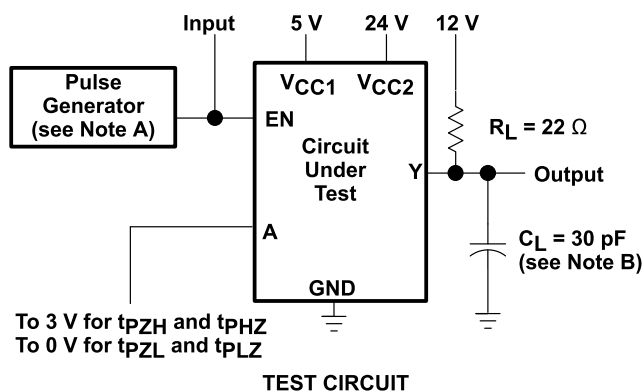 Input
5 V
24 V
12 V
Pulse
Generator
(see Note A)
VCC1
VCC2
EN
Circuit
Under
Test
RL = 22 Ω
Y
Output
A
CL = 30 pF
(see Note B)
GND
To 3 V for tPZH and tPHZ
To 0 V for tPZL and tPLZ
TEST CIRCUIT